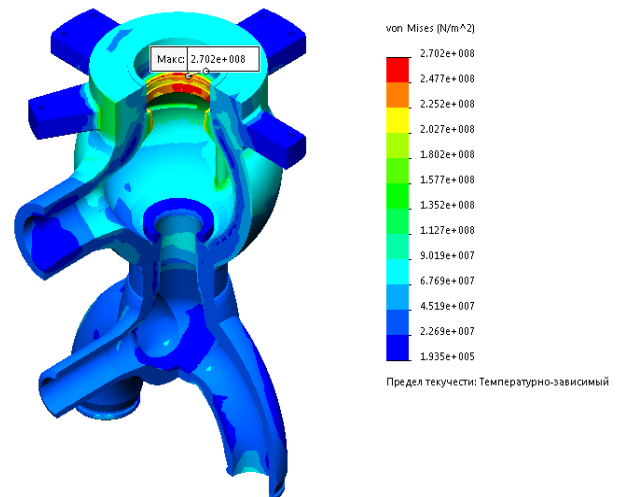 von Mises (N/m^2)
Макс: 2.702e+008
2.702e+008
2.477e+008
2.252e+008
2.027e+008
1.802e+008
1.577e+008
1.352e+008
1.127e+008
9.019e+007
6.769e+007
4.519e+007
2.269e+007
1.935e+005
Предел текучести: Температурно-зависимый